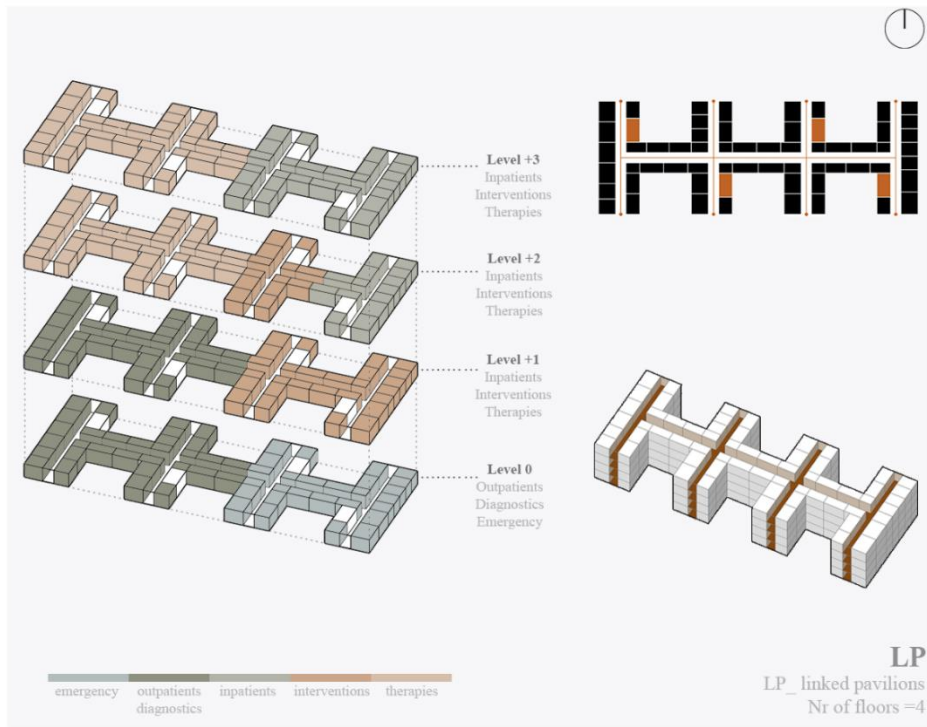 Level +3
Inpatients
Interventions
Therapies
Level +2
Inpatients
Interventions
Therapies
Level +1
Inpatients
Interventions
Therapies
Level 0
Outpatients
Diagnostics
Emergency
emergency
outpatients
diagnostics
inpatients
interventions
therapies
LP
LP_ linked pavilions
Nr of floors =4